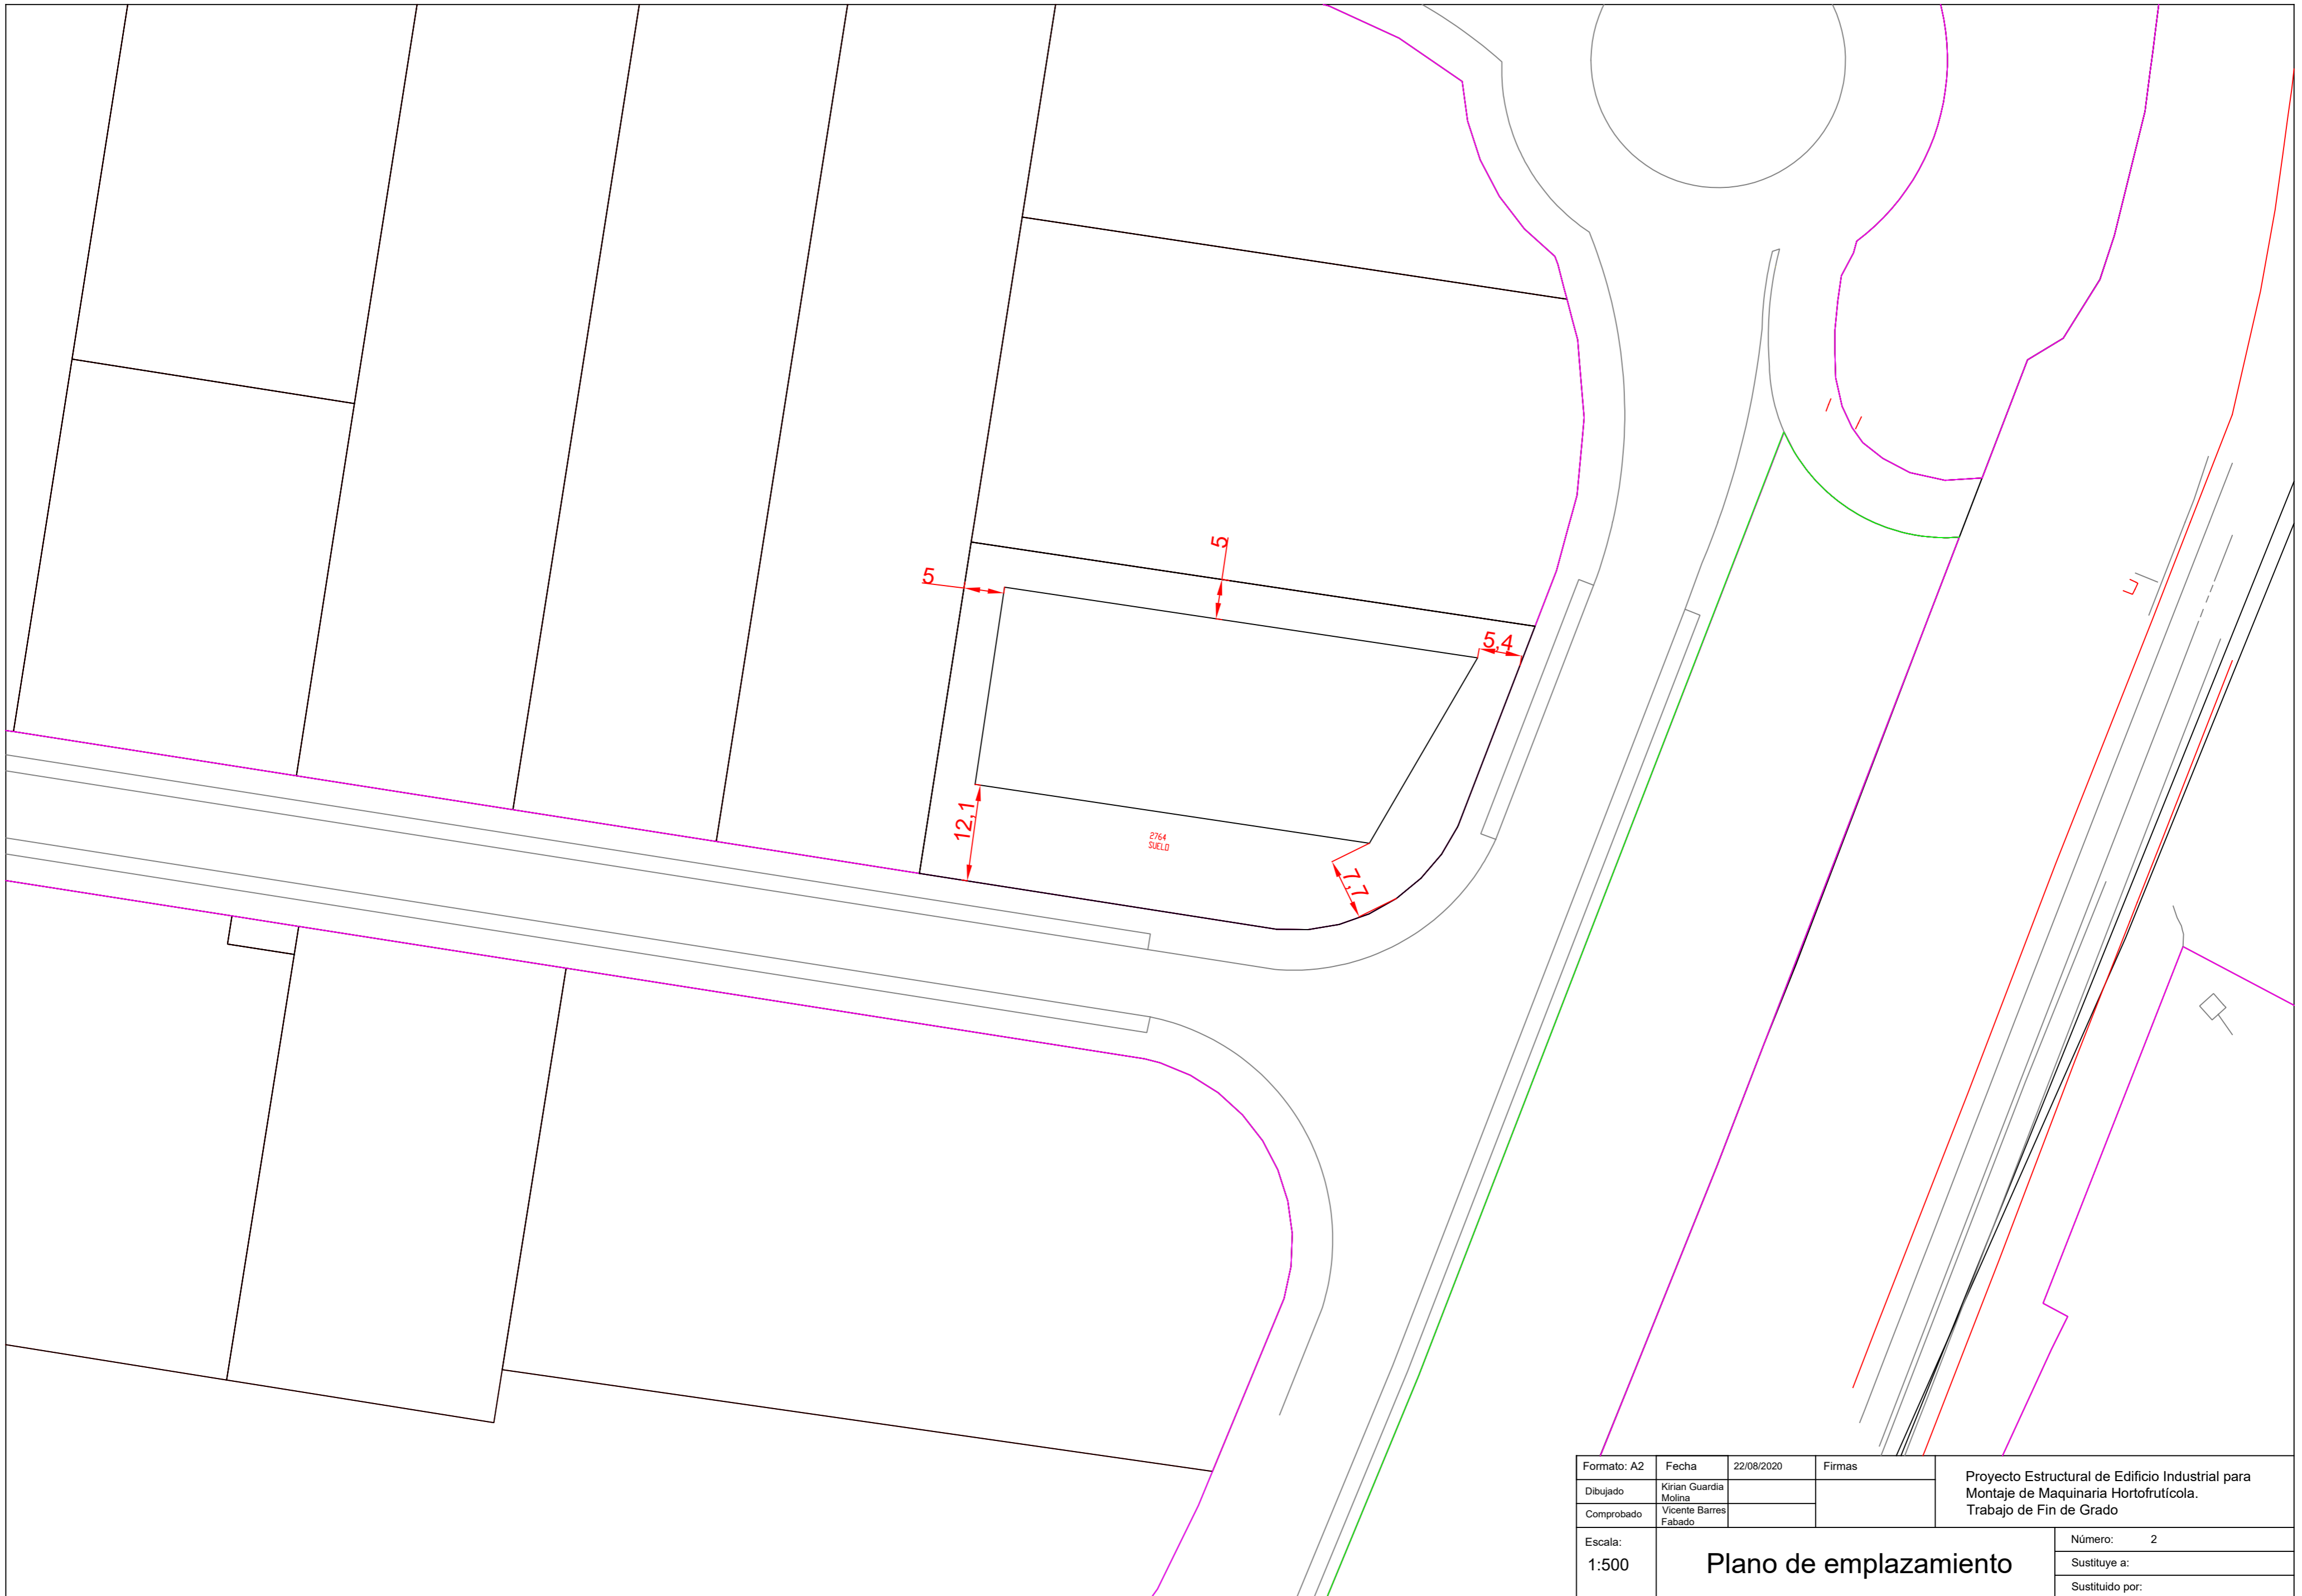 5
5
5,4
12,1
2764
SUELO
7,7
Formato: A2
Fecha
22/08/2020
Firmas
Dibujado
Kirian Guardia
Molina
Comprobado
Vicente Barres
Fabado
Proyecto Estructural de Edificio Industrial para
Montaje de Maquinaria Hortofrutícola.
Trabajo de Fin de Grado
Escala:
1:500
Plano de emplazamiento
Número: 2
Sustituye a:
Sustituido por: